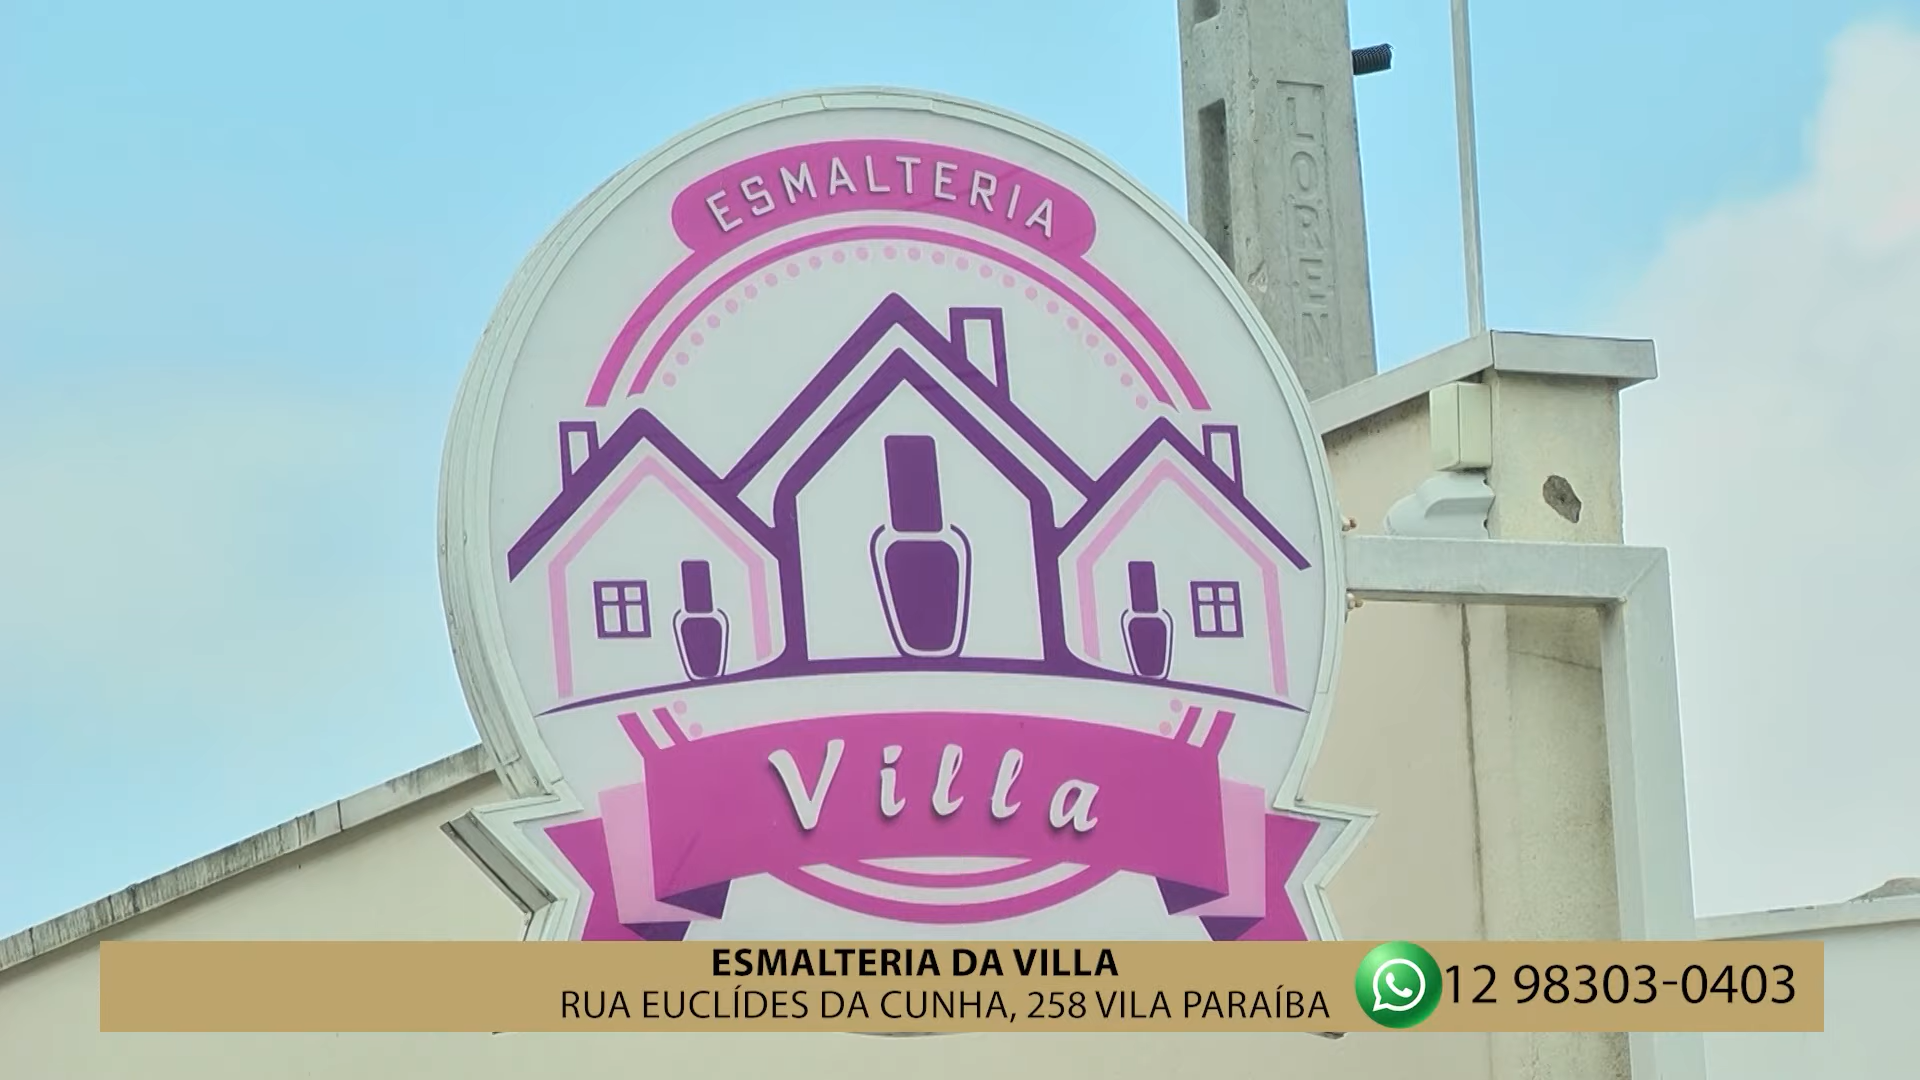 ESMALTERIA
LOREN
Villa
ESMALTERIA DA VILLA
RUA EUCLÍDES DA CUNHA, 258 VILA PARAÍBA
12 98303-0403